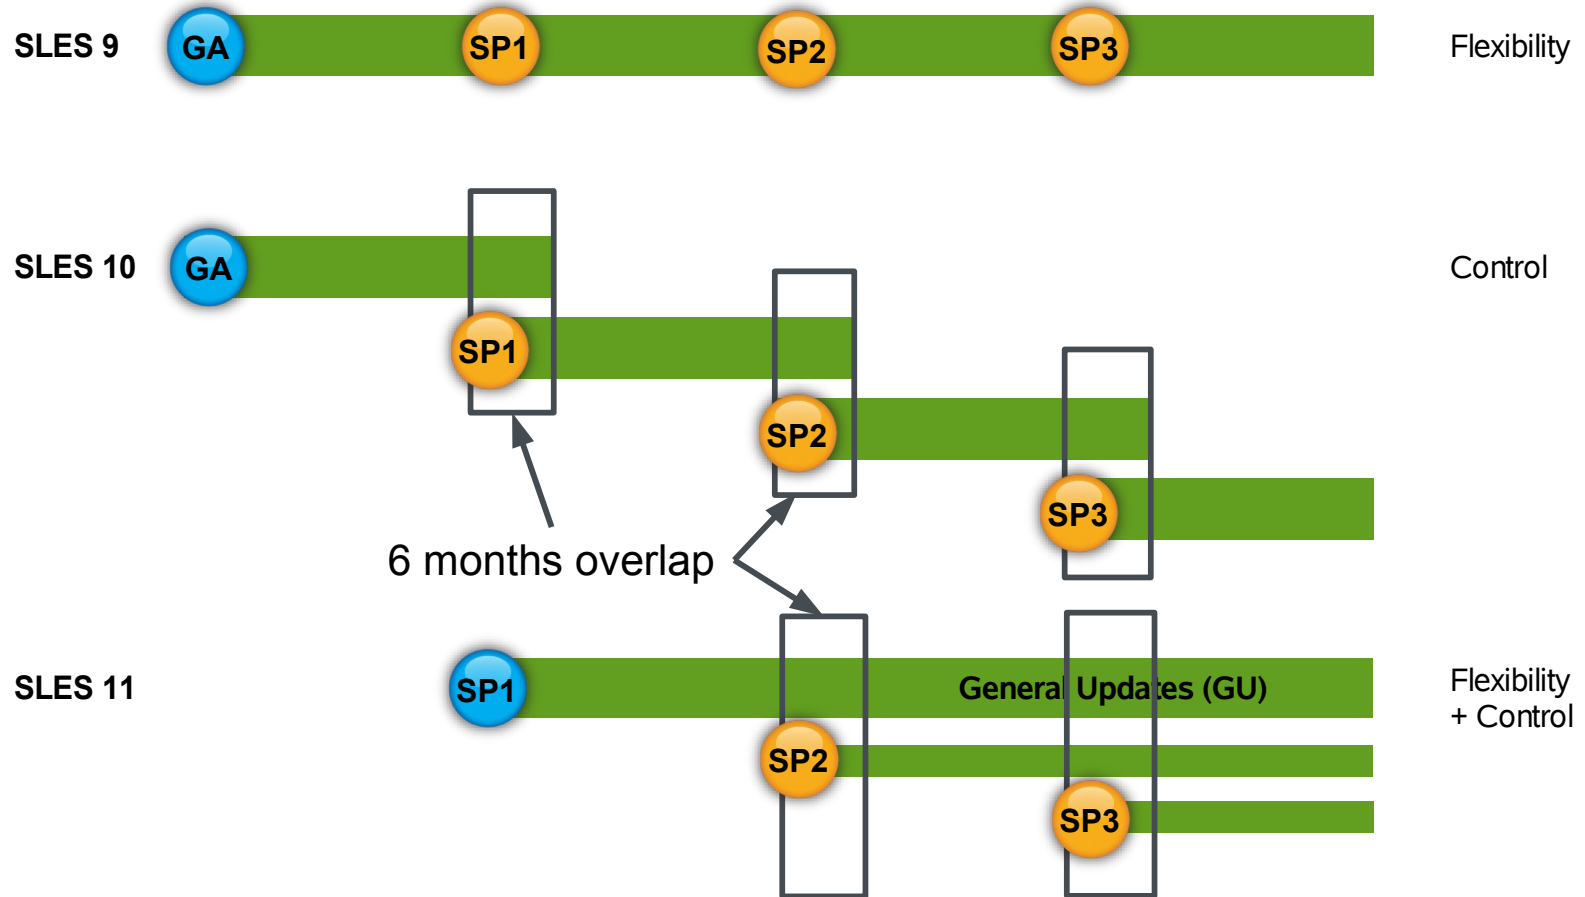 SLES 9
GA
SP1
SP2
SP3
Flexibility
SLES 10
GA
Control
SP1
SP2
SP3
6 months overlap
SLES 11
SP1
General Updates (GU)
Flexibility
+ Control
SP2
SP3